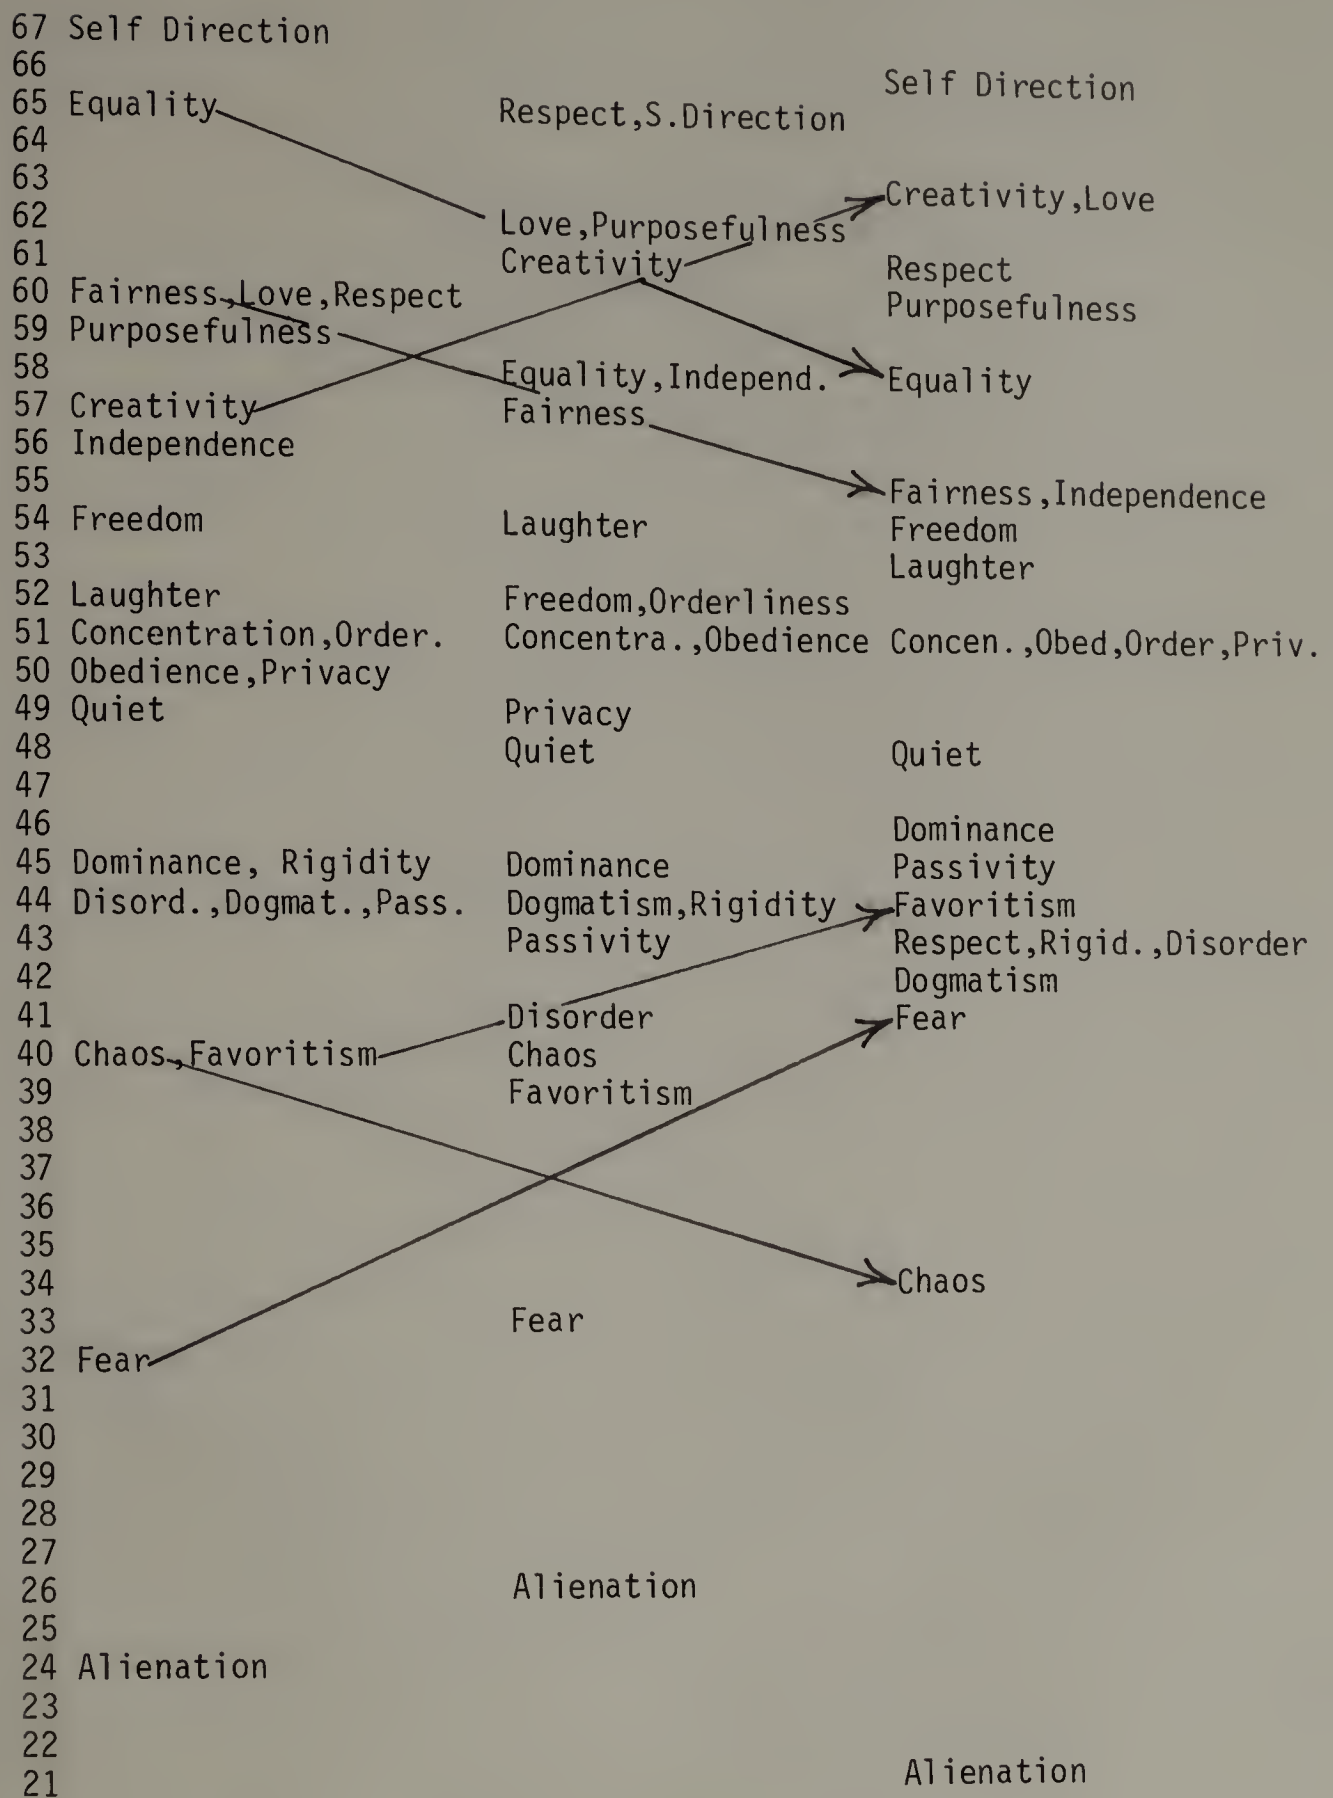 67 Self Direction
66 Self Direction
65 Equality Respect,S.Direction
64
63 Creativity,Love
62 Love,Purposefulness
61 Creativity Respect
60 Fairness,Love,Respect Purposefulness
59 Purposefulness
58 Equality,Independ. Equality
57 Creativity Fairness
56 Independence
55 Fairness,Independence
54 Freedom Laughter Freedom
53 Laughter
52 Laughter Freedom,Orderliness
51 Concentration,Order. Concentra.,Obedience Concen.,Obed,Order,Priv.
50 Obedience,Privacy
49 Quiet Privacy
48 Quiet Quiet
47
46 Dominance
45 Dominance, Rigidity Dominance Passivity
44 Disord.,Dogmat.,Pass. Dogmatism,Rigidity Favoritism
43 Passivity Respect,Rigid.,Disorder
42 Dogmatism
41 Disorder Fear
40 Chaos,Favoritism Chaos
39 Favoritism
38
37
36
35
34 Chaos
33 Fear
32 Fear
31
30
29
28
27
26 Alienation
25
24 Alienation
23
22
21 Alienation